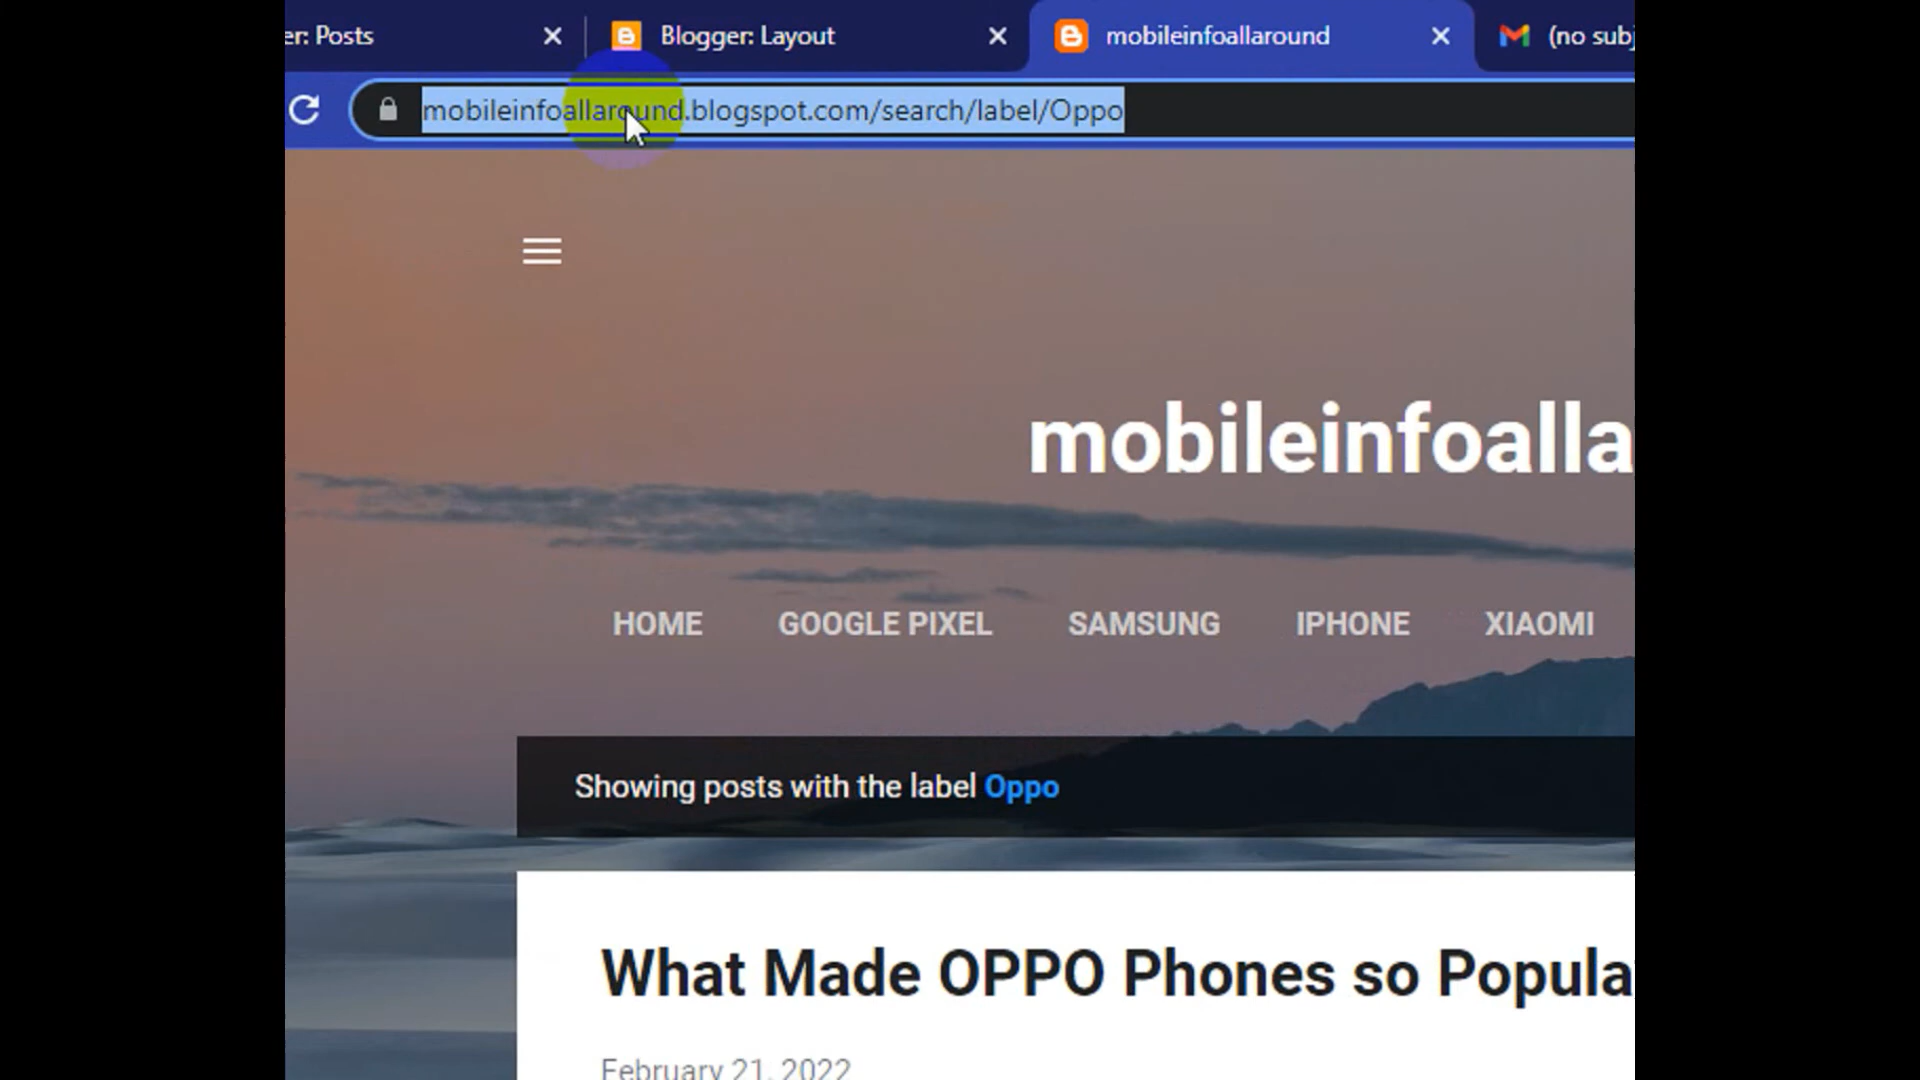 er: Posts
Blogger: Layout
mobileinfoallaround
(no sub
mobileinfoallaround.blogspot.com/search/label/Oppo
mobileinfoalla
HOME GOOGLE PIXEL SAMSUNG IPHONE XIAOMI
Showing posts with the label Oppo
What Made OPPO Phones so Popula
February 21, 2022